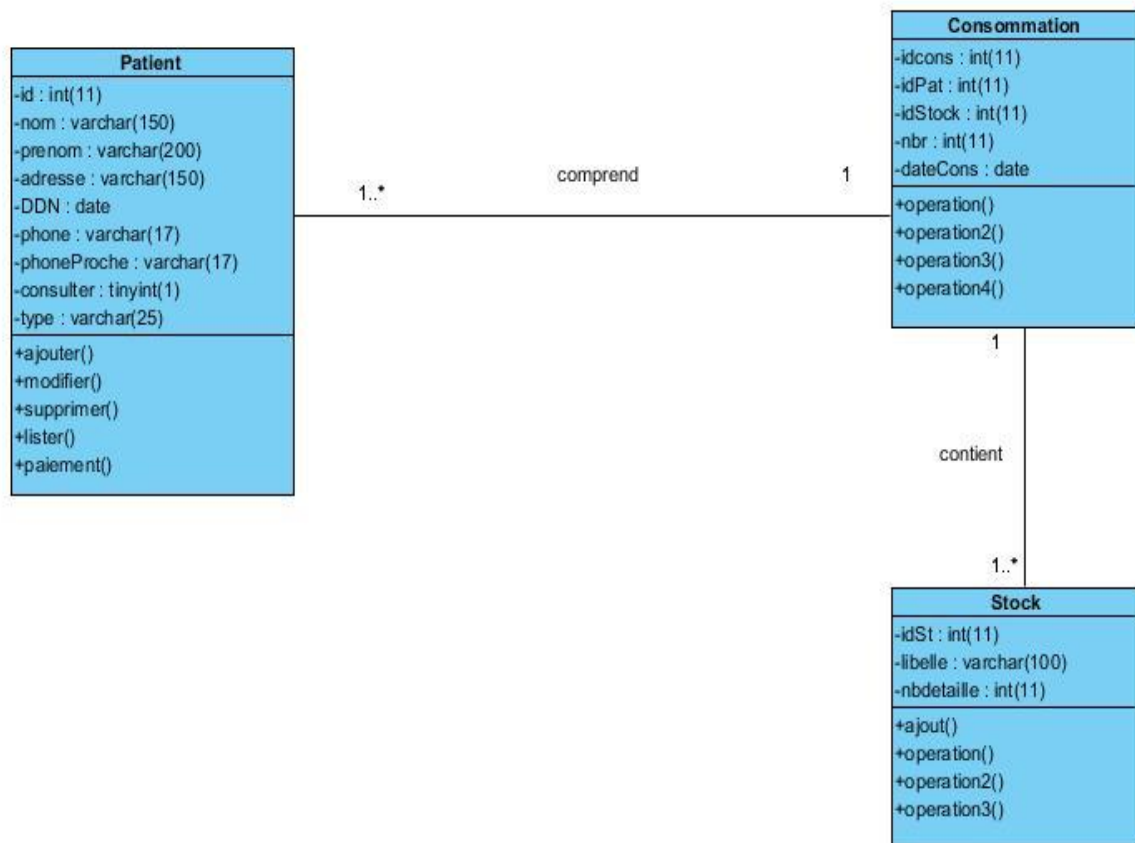 Patient
-id : int(11)
-nom : varchar(150)
-prenom : varchar(200)
-adresse : varchar(150)
-DDN : date
-phone : varchar(17)
-phoneProche : varchar(17)
-consulter : tinyint(1)
-type : varchar(25)
+ajouter()
+modifier()
+supprimer()
+lister()
+paiement()
1..*
comprend
1
Consommation
-idcons : int(11)
-idPat : int(11)
-idStock : int(11)
-nbr : int(11)
-dateCons : date
+operation()
+operation2()
+operation3()
+operation4()
1
contient
1..*
Stock
-idSt : int(11)
-libelle : varchar(100)
-nbdetaille : int(11)
+ajout()
+operation()
+operation2()
+operation3()